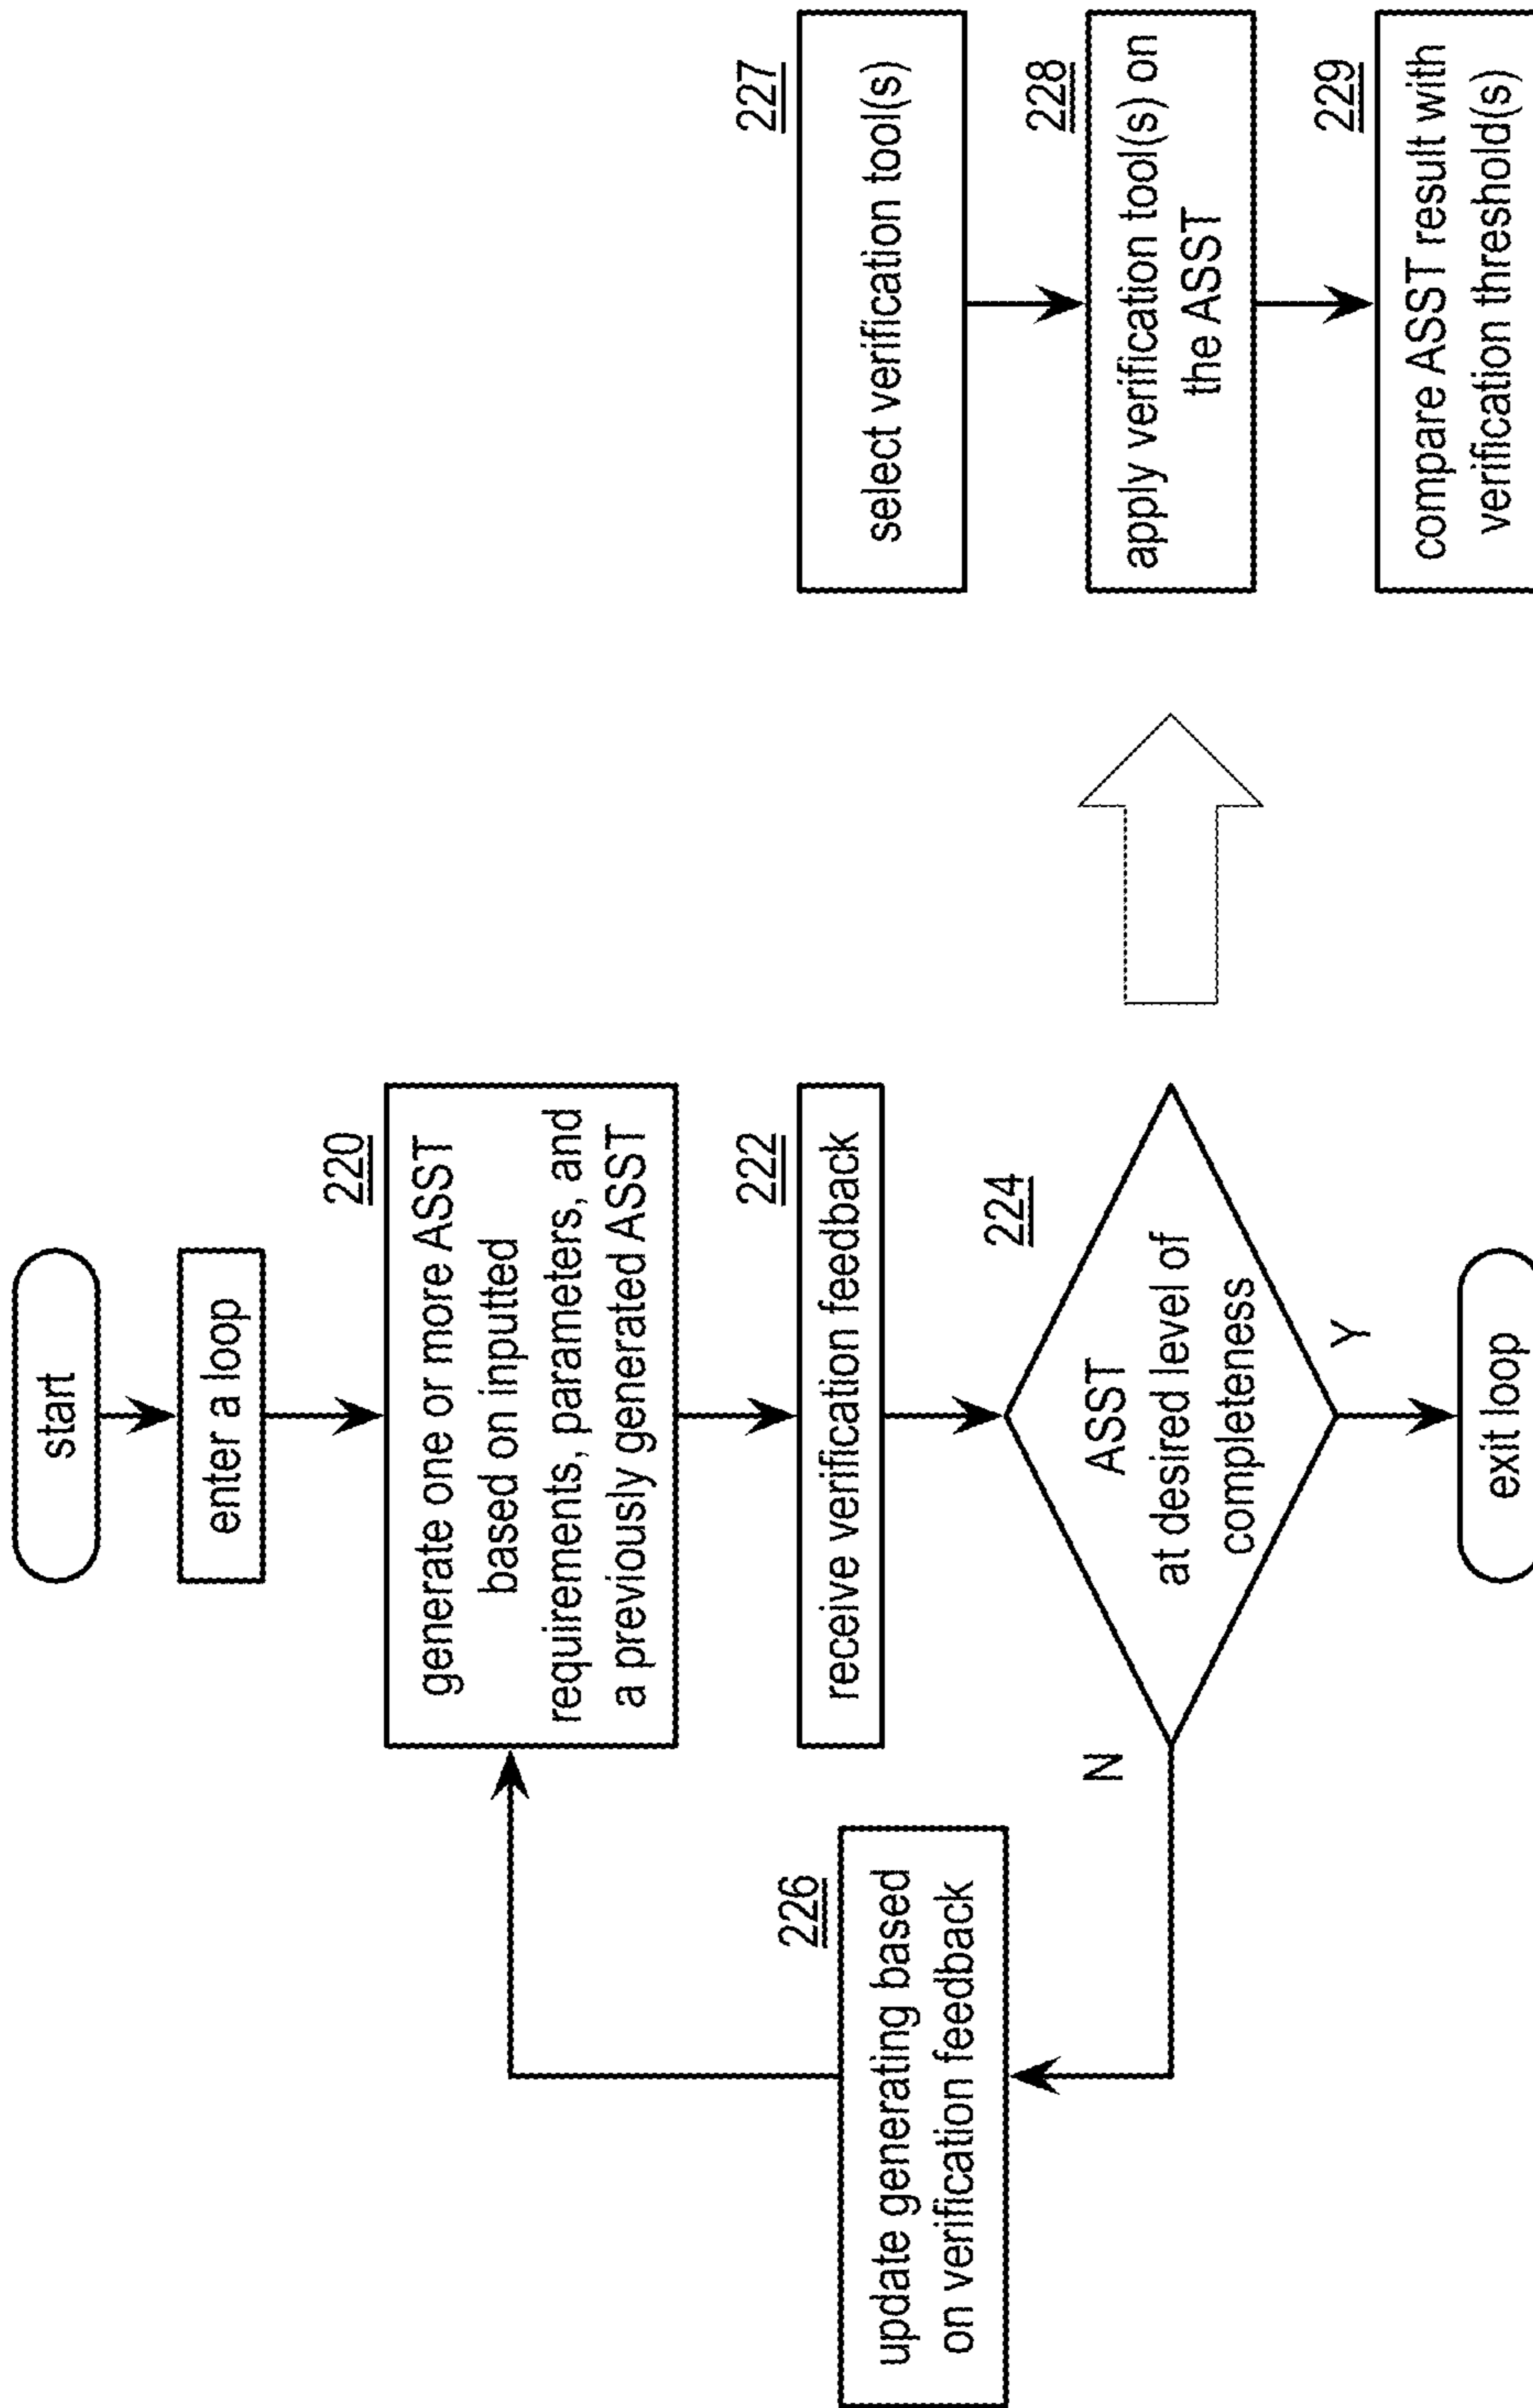 start
enter a loop
220
generate one or more ASST
based on inputted
requirements, parameters, and
a previously generated ASST
222
receive verification feedback
224
ASST
at desired level of
completeness
N
Y
226
update generating based
on verification feedback
exit loop
227
select verification tool(s)
228
apply verification tool(s) on
the ASST
229
compare ASST result with
verification threshold(s)